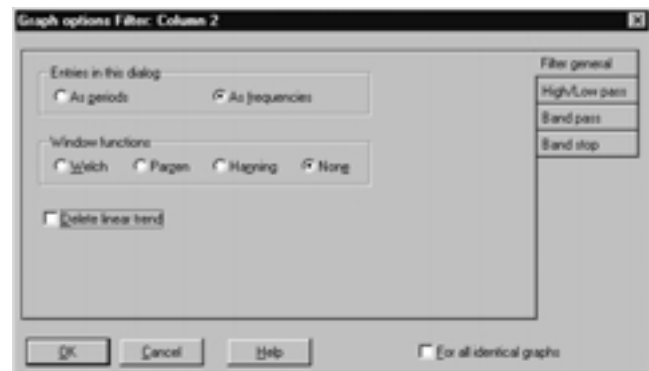 Graph options Filter: Column 2
Filter general
High/Low pass
Band pass
Band stop
Entries in this dialog
As periods
As frequencies
Window functions
Welch
Parzen
Hanning
None
Delete linear trend
OK
Cancel
Help
For all identical graphs